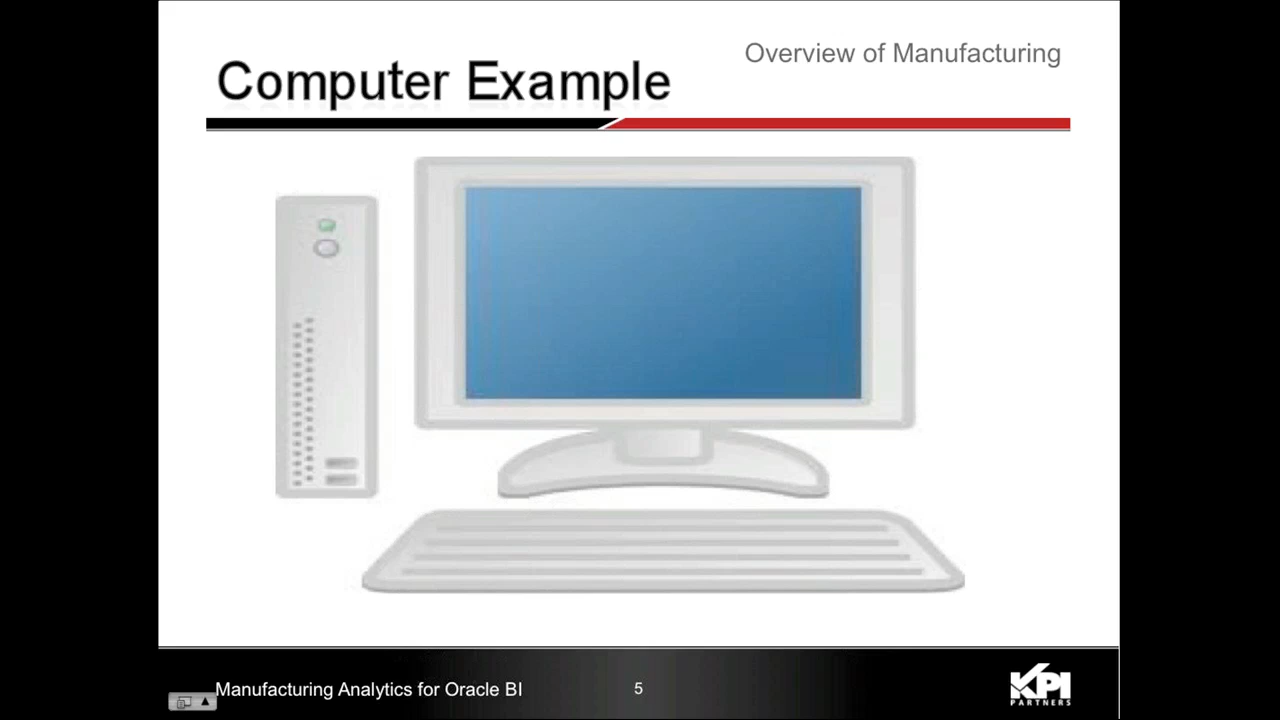 Overview of Manufacturing
Computer Example
Manufacturing Analytics for Oracle BI
5
KPI
PARTNERS